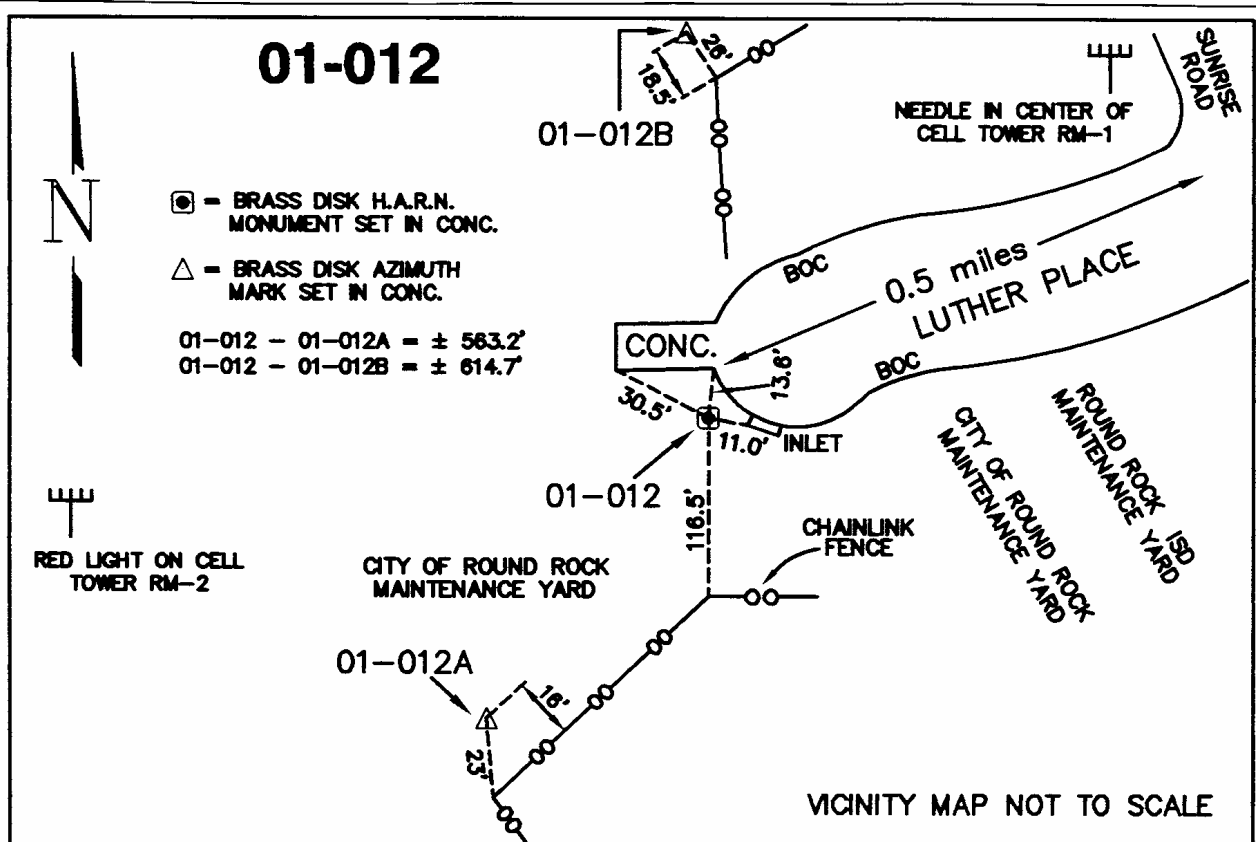 01-012
26'
18.5'
01-012B
SUNRISE
ROAD
NEEDLE IN CENTER OF
CELL TOWER RM-1
N
= BRASS DISK H.A.R.N.
MONUMENT SET IN CONC.
= BRASS DISK AZIMUTH
MARK SET IN CONC.
01-012 - 01-012A = ± 563.2'
01-012 - 01-012B = ± 614.7'
BOC
0.5 miles
LUTHER PLACE
CONC.
BOC
13.6'
30.5'
11.0'
INLET
01-012
116.5'
CHAINLINK
FENCE
ROUND ROCK ISD
MAINTENANCE YARD
CITY OF ROUND ROCK
MAINTENANCE YARD
RED LIGHT ON CELL
TOWER RM-2
CITY OF ROUND ROCK
MAINTENANCE YARD
01-012A
16'
23'
VICINITY MAP NOT TO SCALE